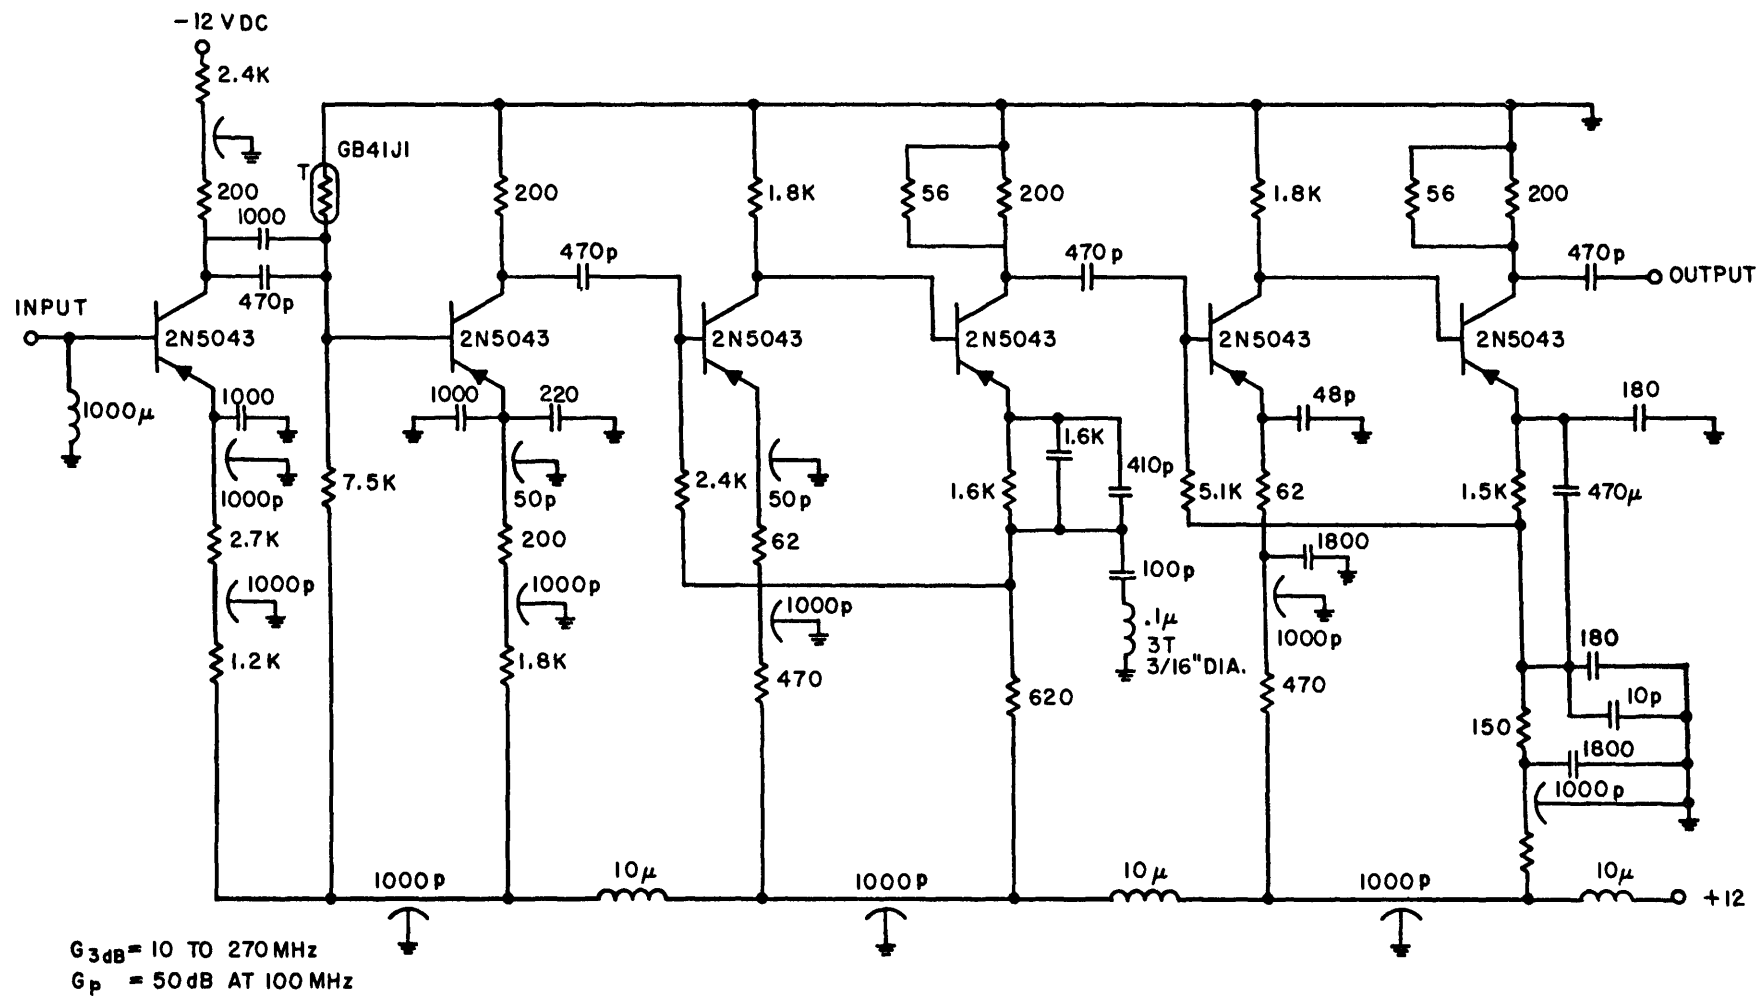 -12 VDC
2.4K
GB41J1
T
200
1000
200
1.8K
56
200
1.8K
56
200
470p
470p
470p
470p
OUTPUT
INPUT
2N5043
2N5043
2N5043
2N5043
2N5043
2N5043
1000μ
1000
1000
220
1.6K
48p
180
1000p
7.5K
50p
2.4K
50p
1.6K
410p
5.1K
62
1.5K
470μ
2.7K
200
62
1800
1000p
1000p
1000p
100p
1000p
.1μ
3T
3/16" DIA.
1.2K
1.8K
470
620
470
180
10p
150
1800
1000p
1000p
10μ
1000p
10μ
1000p
10μ
+12
G3dB = 10 TO 270 MHz
Gp = 50 dB AT 100 MHz